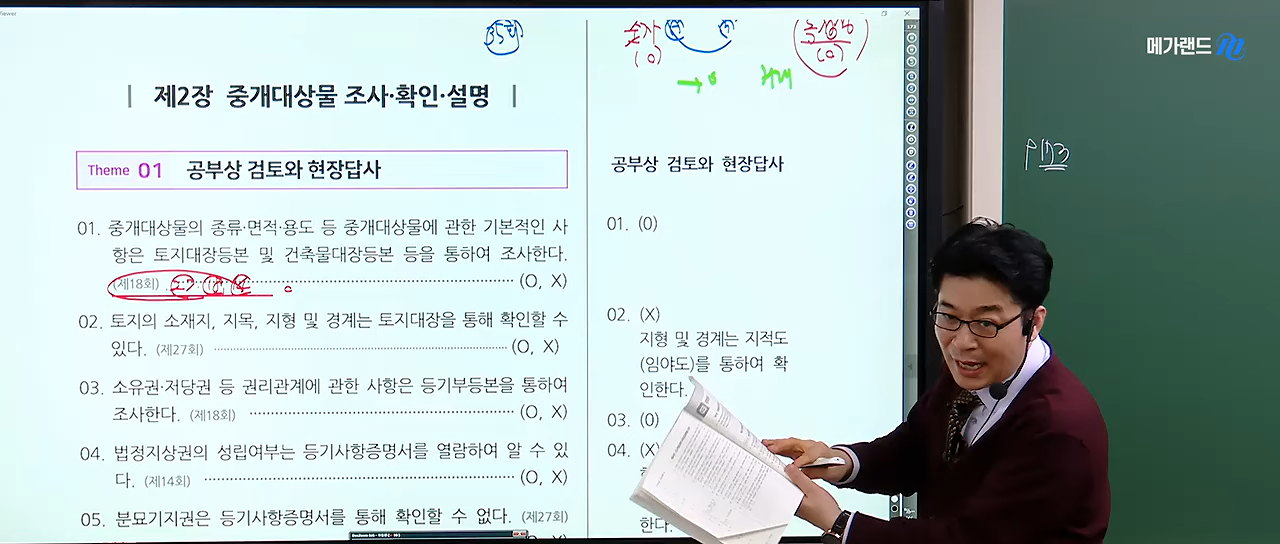 메가랜드
35회
숫자
(O)
(O)
P173
제2장 중개대상물 조사·확인·설명
Theme 01 공부상 검토와 현장답사
01. 중개대상물의 종류·면적·용도 등 중개대상물에 관한 기본적인 사
항은 토지대장등본 및 건축물대장등본 등을 통하여 조사한다.
(제18회) (O, X)
02. 토지의 소재지, 지목, 지형 및 경계는 토지대장을 통해 확인할 수
있다. (제27회) (O, X)
03. 소유권·저당권 등 권리관계에 관한 사항은 등기부등본을 통하여
조사한다. (제18회) (O, X)
04. 법정지상권의 성립여부는 등기사항증명서를 열람하여 알 수 있
다. (제14회) (O, X)
05. 분묘기지권은 등기사항증명서를 통해 확인할 수 없다. (제27회)
공부상 검토와 현장답사
01. (O)
02. (X)
지형 및 경계는 지적도
(임야도)를 통하여 확
인한다.
03. (O)
04. (X)
한다.